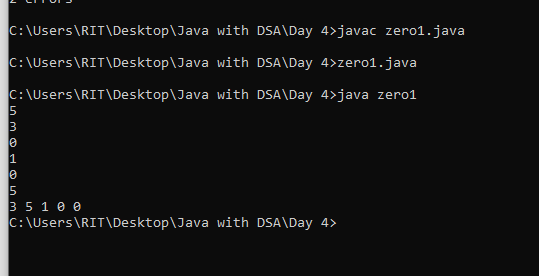 2 errors
C:\Users\RIT\Desktop\Java with DSA\Day 4>javac zero1.java
C:\Users\RIT\Desktop\Java with DSA\Day 4>zero1.java
C:\Users\RIT\Desktop\Java with DSA\Day 4>java zero1
5
3
0
1
0
5
3 5 1 0 0
C:\Users\RIT\Desktop\Java with DSA\Day 4>